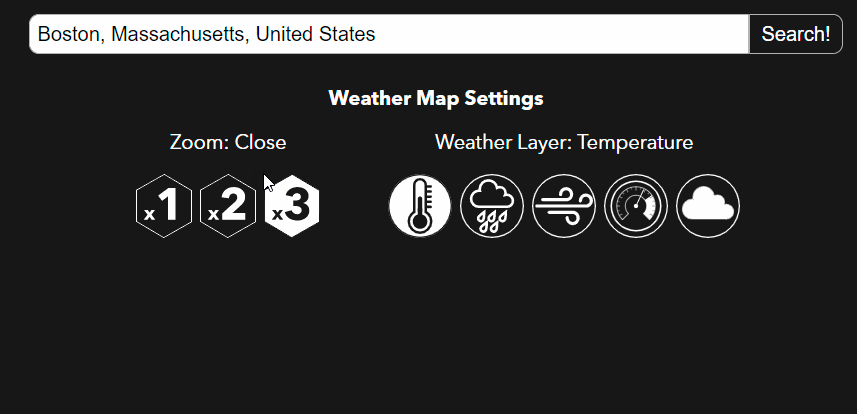 Boston, Massachusetts, United States Search!
Weather Map Settings
Zoom: Close Weather Layer: Temperature
x1 x2 x3